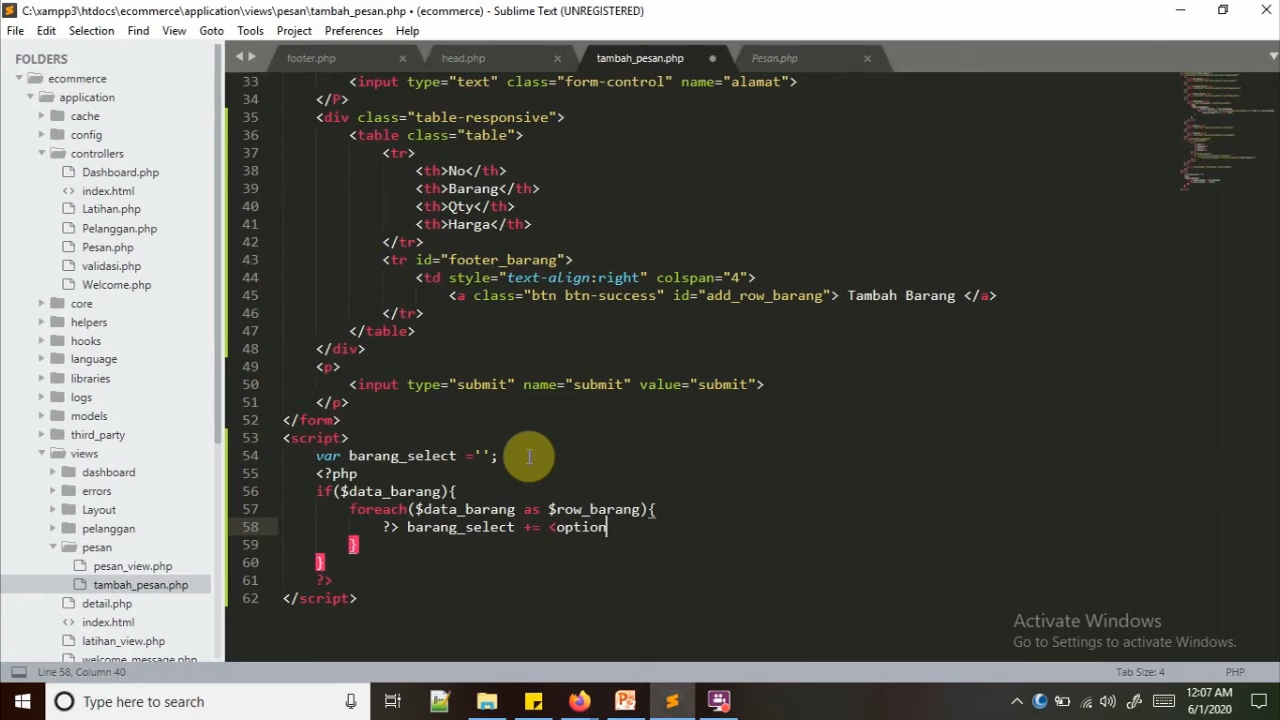 C:\xampp3\htdocs\ecommerce\application\views\pesan\tambah_pesan.php • (ecommerce) - Sublime Text (UNREGISTERED)
File Edit Selection Find View Goto Tools Project Preferences Help
FOLDERS
ecommerce
application
cache
config
controllers
Dashboard.php
index.html
Latihan.php
Pelanggan.php
Pesan.php
validasi.php
Welcome.php
core
helpers
hooks
language
libraries
logs
models
third_party
views
dashboard
errors
Layout
pelanggan
pesan
pesan_view.php
tambah_pesan.php
detail.php
index.html
latihan_view.php
welcome_message.php
footer.php head.php tambah_pesan.php Pesan.php
33 <input type="text" class="form-control" name="alamat">
34 </P>
35 <div class="table-responsive">
36 <table class="table">
37 <tr>
38 <th>No</th>
39 <th>Barang</th>
40 <th>Qty</th>
41 <th>Harga</th>
42 </tr>
43 <tr id="footer_barang">
44 <td style="text-align:right" colspan="4">
45 <a class="btn btn-success" id="add_row_barang"> Tambah Barang </a>
46 </tr>
47 </table>
48 </div>
49 <p>
50 <input type="submit" name="submit" value="submit">
51 </p>
52 </form>
53 <script>
54 var barang_select ='';
55 <?php
56 if($data_barang){
57 foreach($data_barang as $row_barang){
58 ?> barang_select += <option
59 }
60 }
61 ?>
62 </script>
Activate Windows
Go to Settings to activate Windows.
Line 58, Column 40 Tab Size: 4 PHP
Type here to search
12:07 AM
6/1/2020